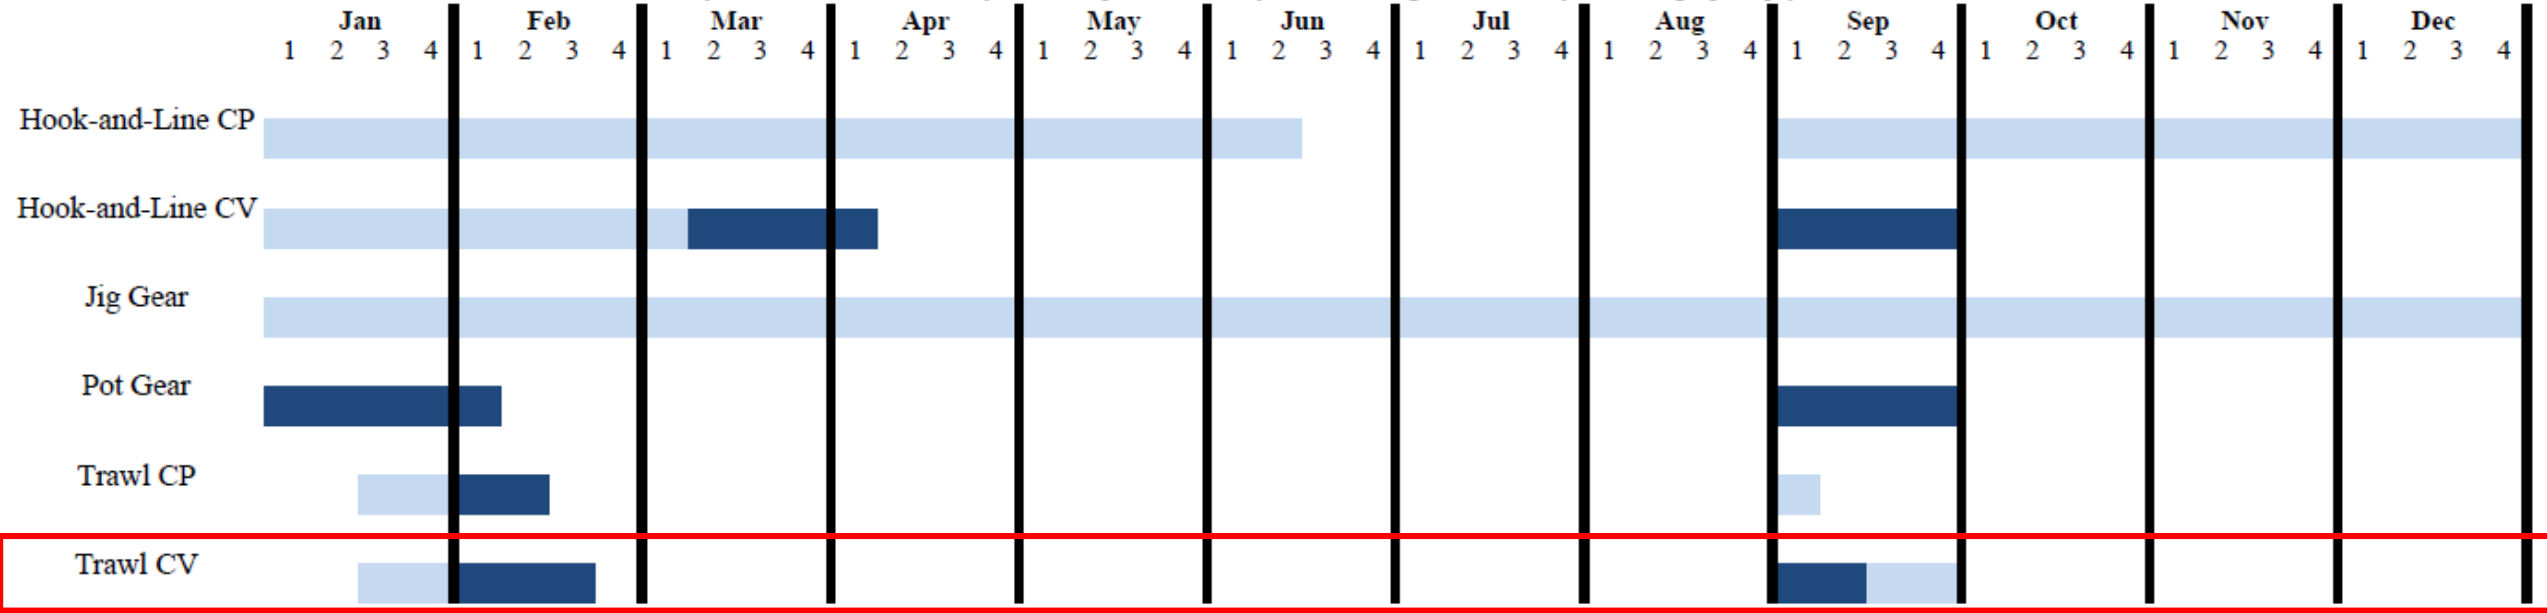 Jan Feb Mar Apr May Jun Jul Aug Sep Oct Nov Dec
1 2 3 4 1 2 3 4 1 2 3 4 1 2 3 4 1 2 3 4 1 2 3 4 1 2 3 4 1 2 3 4 1 2 3 4 1 2 3 4 1 2 3 4 1 2 3 4
Hook-and-Line CP
Hook-and-Line CV
Jig Gear
Pot Gear
Trawl CP
Trawl CV